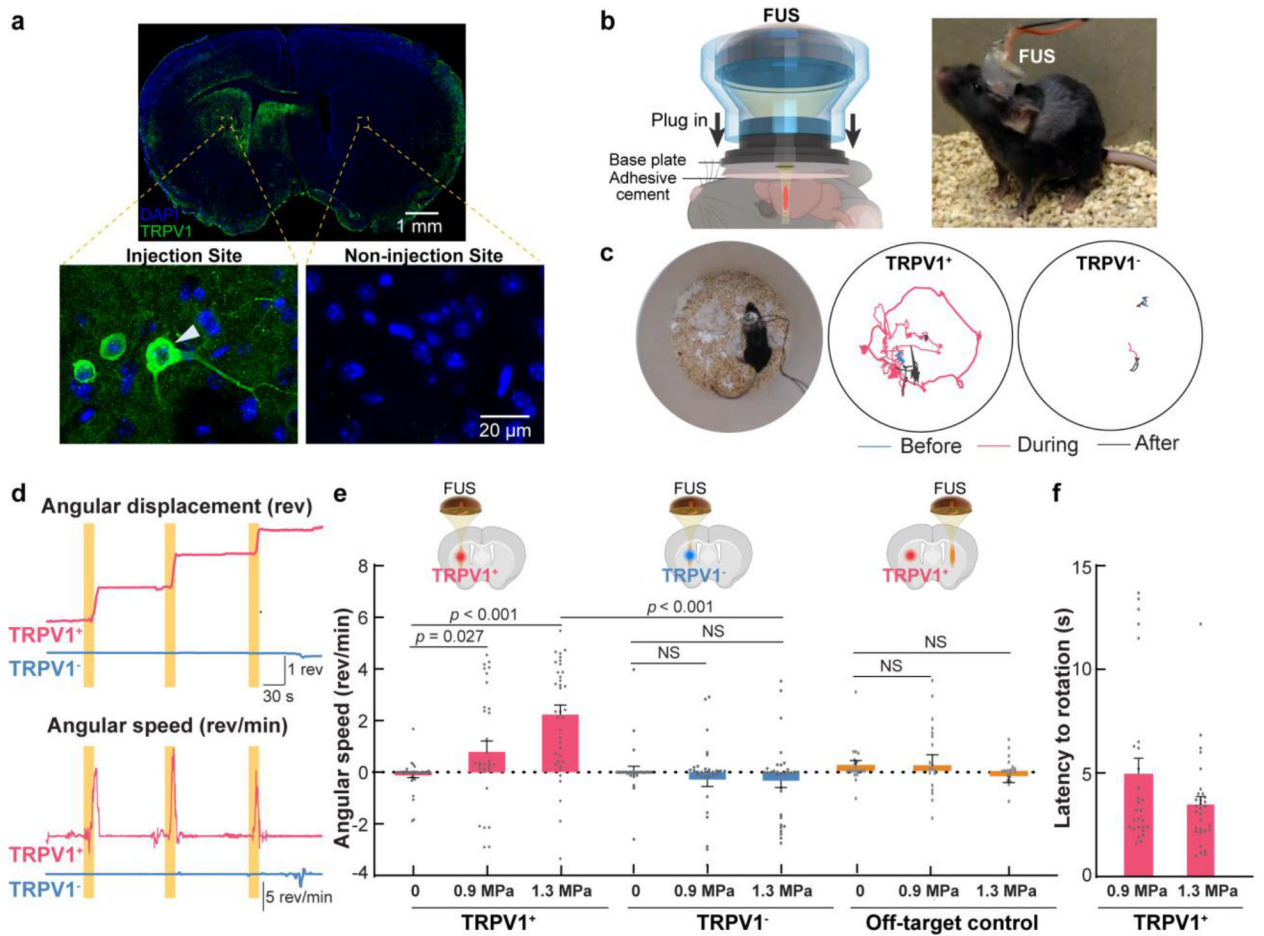 a
DAPI
TRPV1
1 mm
Injection Site
Non-injection Site
20 μm
b
FUS
Plug in
Base plate
Adhesive
cement
FUS
c
TRPV1+
TRPV1-
Before
During
After
d
Angular displacement (rev)
TRPV1+
TRPV1-
1 rev
30 s
Angular speed (rev/min)
TRPV1+
TRPV1-
5 rev/min
e
FUS
FUS
FUS
TRPV1+
TRPV1-
TRPV1+
Angular speed (rev/min)
8
6
4
2
0
-2
-4
p < 0.001
p = 0.027
p < 0.001
NS
NS
NS
NS
0
0.9 MPa
1.3 MPa
0
0.9 MPa
1.3 MPa
0
0.9 MPa
1.3 MPa
TRPV1+
TRPV1-
Off-target control
f
Latency to rotation (s)
15
10
5
0
0.9 MPa
1.3 MPa
TRPV1+